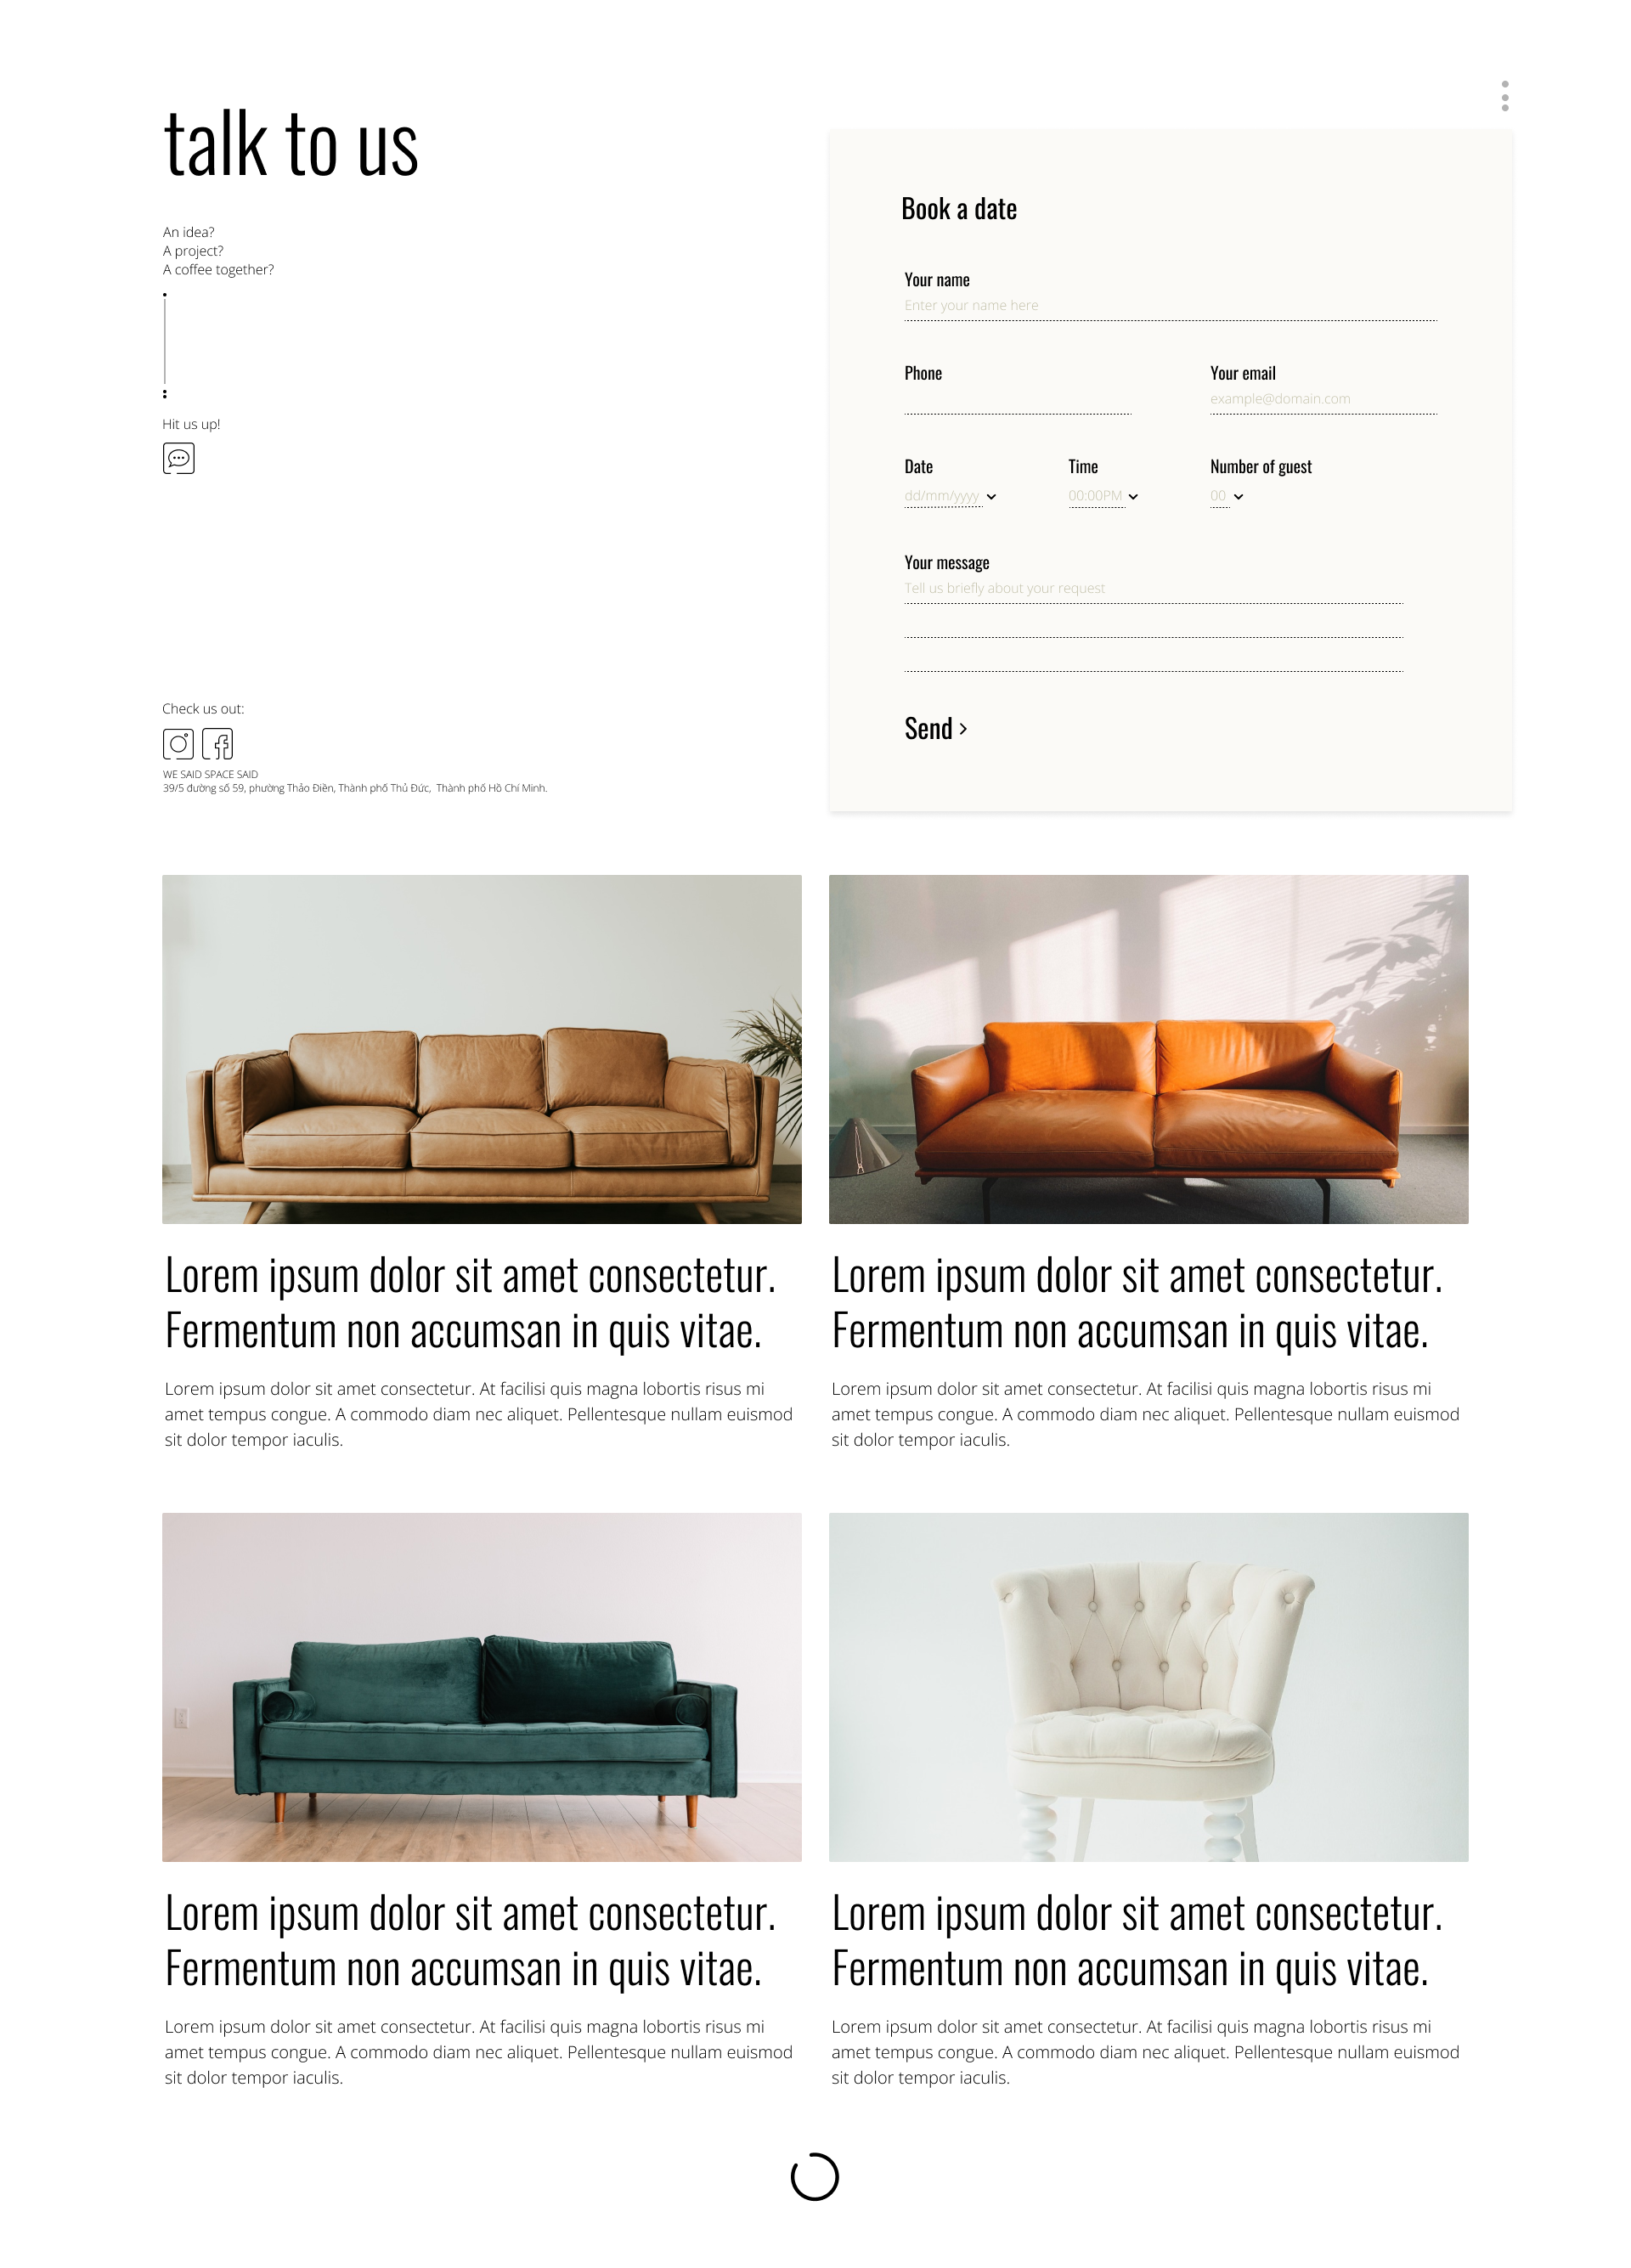 talk to us
An idea?
A project?
A coffee together?
Hit us up!
Check us out:
WE SAID SPACE SAID
39/5 đường số 59, phường Thảo Điền, Thành phố Thủ Đức,  Thành phố Hồ Chí Minh.
Book a date
Your name
Enter your name here
Phone
Your email
example@domain.com
Date
Time
Number of guest
dd/mm/yyyy
00:00PM
00
Your message
Tell us briefly about your request
Send >
Lorem ipsum dolor sit amet consectetur.
Fermentum non accumsan in quis vitae.
Lorem ipsum dolor sit amet consectetur. At facilisi quis magna lobortis risus mi
amet tempus congue. A commodo diam nec aliquet. Pellentesque nullam euismod
sit dolor tempor iaculis.
Lorem ipsum dolor sit amet consectetur.
Fermentum non accumsan in quis vitae.
Lorem ipsum dolor sit amet consectetur. At facilisi quis magna lobortis risus mi
amet tempus congue. A commodo diam nec aliquet. Pellentesque nullam euismod
sit dolor tempor iaculis.
Lorem ipsum dolor sit amet consectetur.
Fermentum non accumsan in quis vitae.
Lorem ipsum dolor sit amet consectetur. At facilisi quis magna lobortis risus mi
amet tempus congue. A commodo diam nec aliquet. Pellentesque nullam euismod
sit dolor tempor iaculis.
Lorem ipsum dolor sit amet consectetur.
Fermentum non accumsan in quis vitae.
Lorem ipsum dolor sit amet consectetur. At facilisi quis magna lobortis risus mi
amet tempus congue. A commodo diam nec aliquet. Pellentesque nullam euismod
sit dolor tempor iaculis.